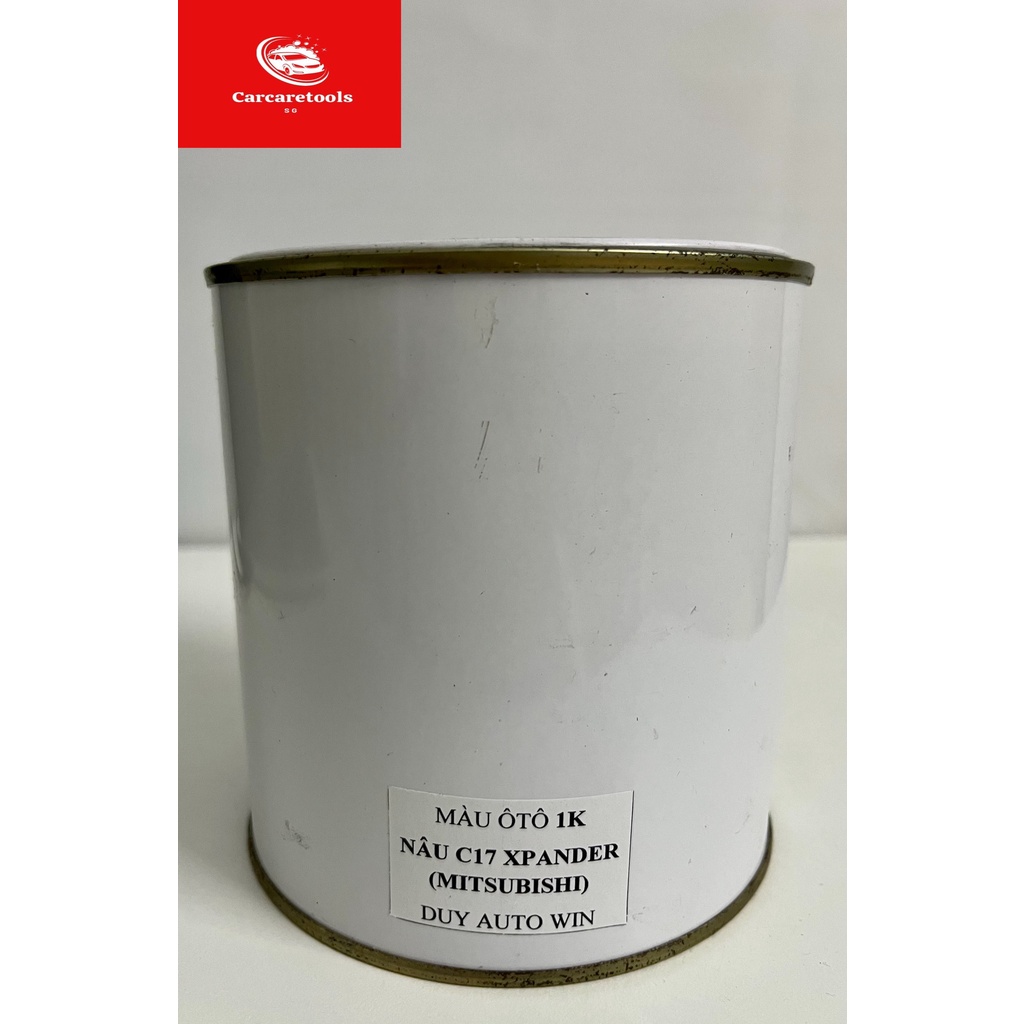 Carcaretools
SG
MÀU ÔTÔ 1K
NÂU C17 XPANDER
(MITSUBISHI)
DUY AUTO WIN